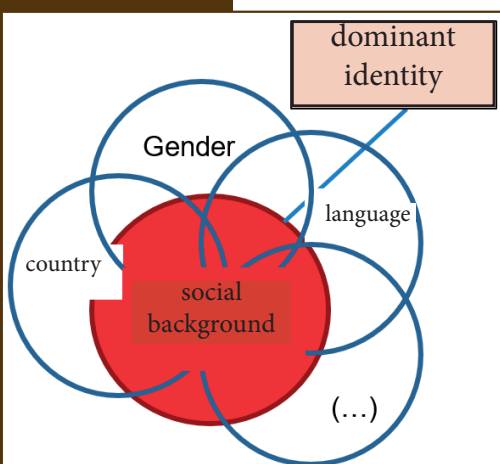 dominant
identity
Gender
language
country
social
background
(...)